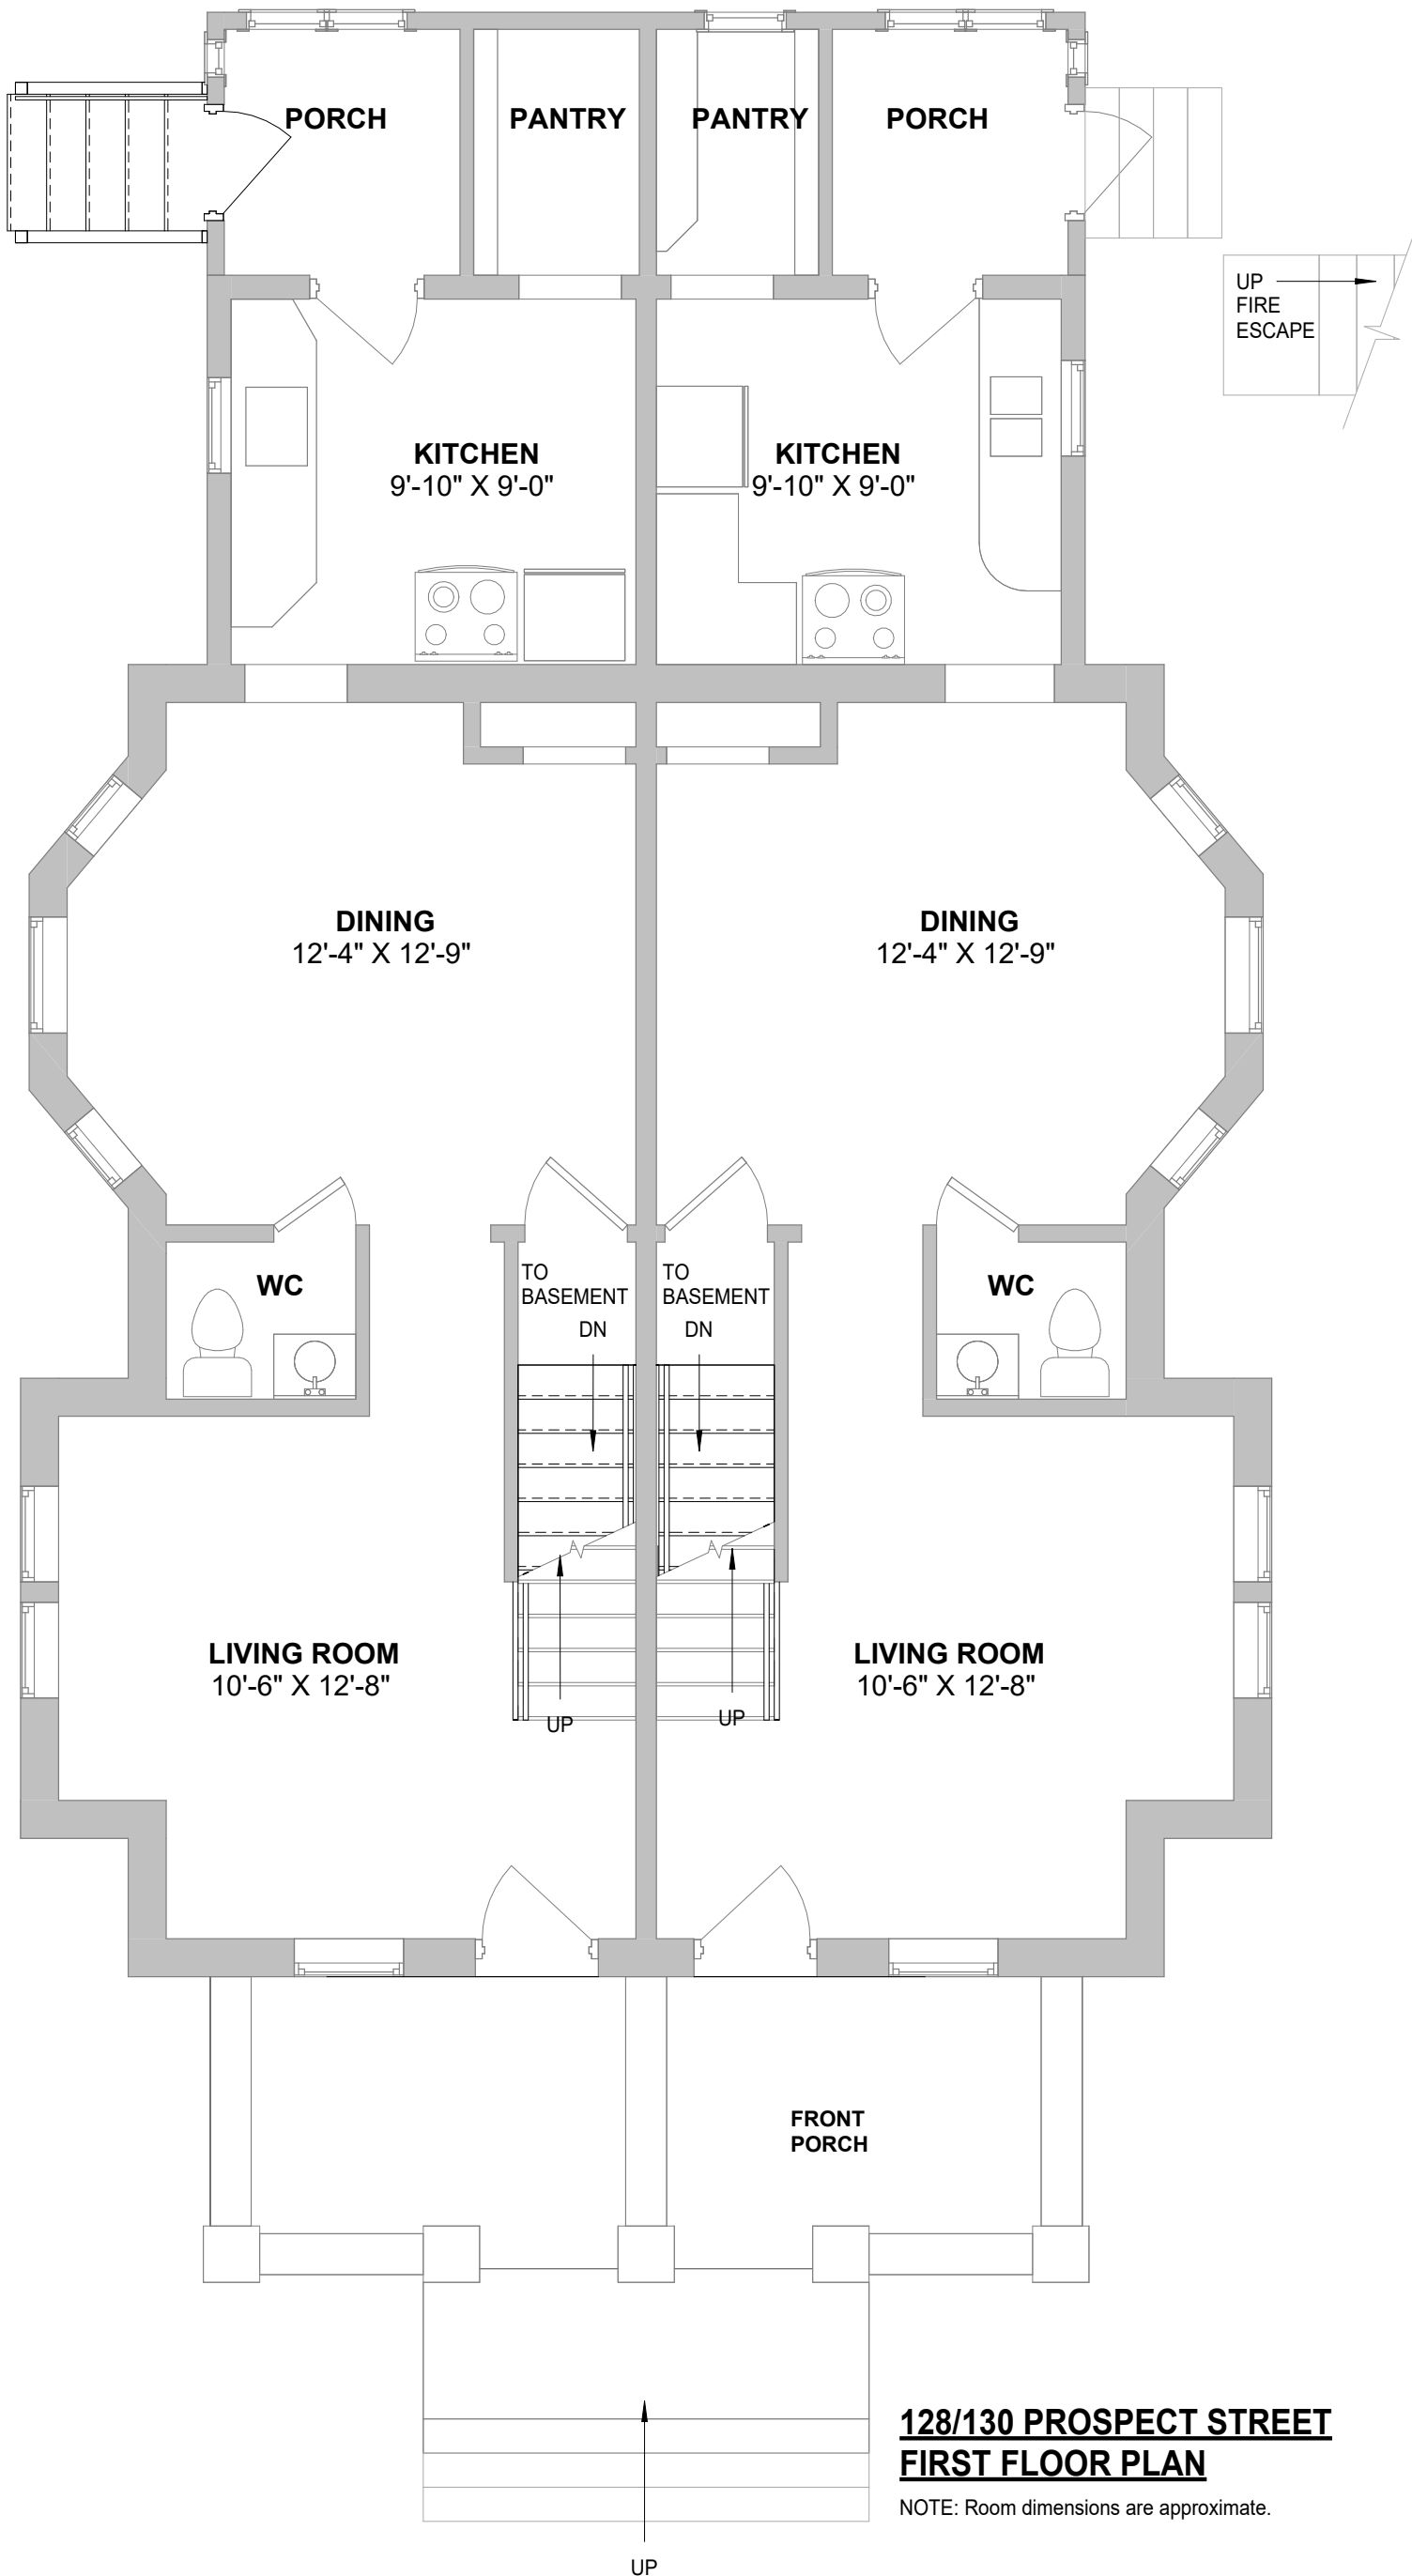 PORCH
PANTRY
PANTRY
PORCH
UP
FIRE
ESCAPE
KITCHEN
9'-10" X 9'-0"
KITCHEN
9'-10" X 9'-0"
DINING
12'-4" X 12'-9"
DINING
12'-4" X 12'-9"
WC
TO
BASEMENT
DN
TO
BASEMENT
DN
WC
LIVING ROOM
10'-6" X 12'-8"
UP
UP
LIVING ROOM
10'-6" X 12'-8"
FRONT
PORCH
128/130 PROSPECT STREET
FIRST FLOOR PLAN
NOTE: Room dimensions are approximate.
UP